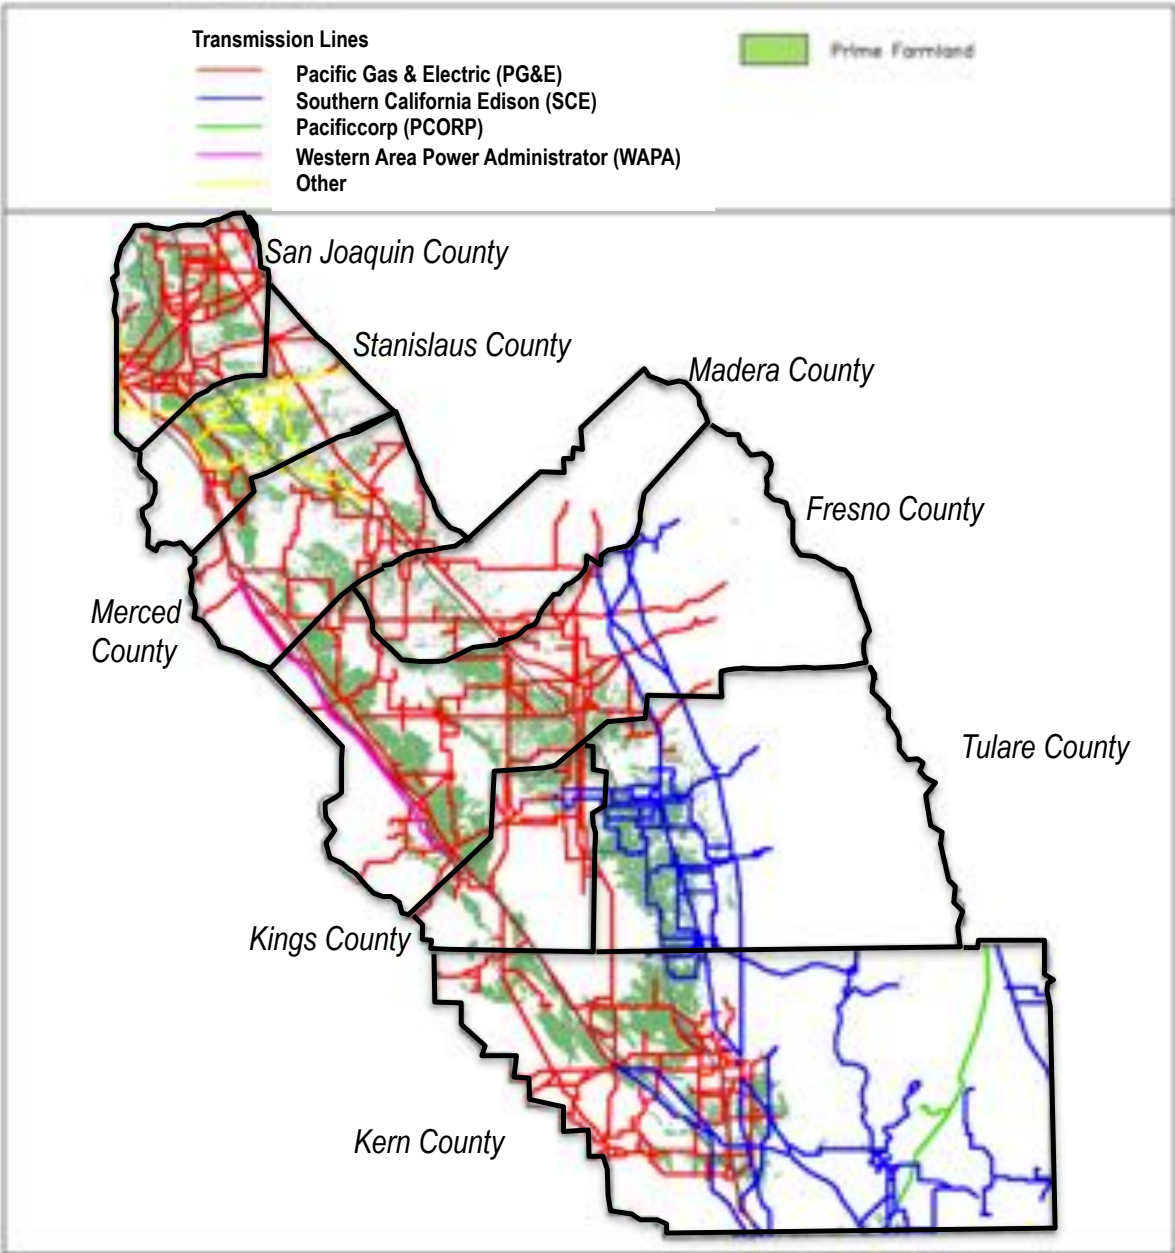 Transmission Lines
Pacific Gas & Electric (PG&E)
Southern California Edison (SCE)
Pacificcorp (PCORP)
Western Area Power Administrator (WAPA)
Other
Prime Farmland
San Joaquin County
Stanislaus County
Madera County
Fresno County
Merced
County
Tulare County
Kings County
Kern County